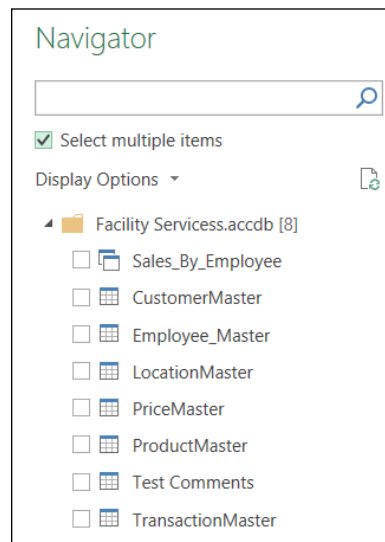 Navigator
Select multiple items
Display Options
Facility Servicess.accdb [8]
Sales_By_Employee
CustomerMaster
Employee_Master
LocationMaster
PriceMaster
ProductMaster
Test Comments
TransactionMaster